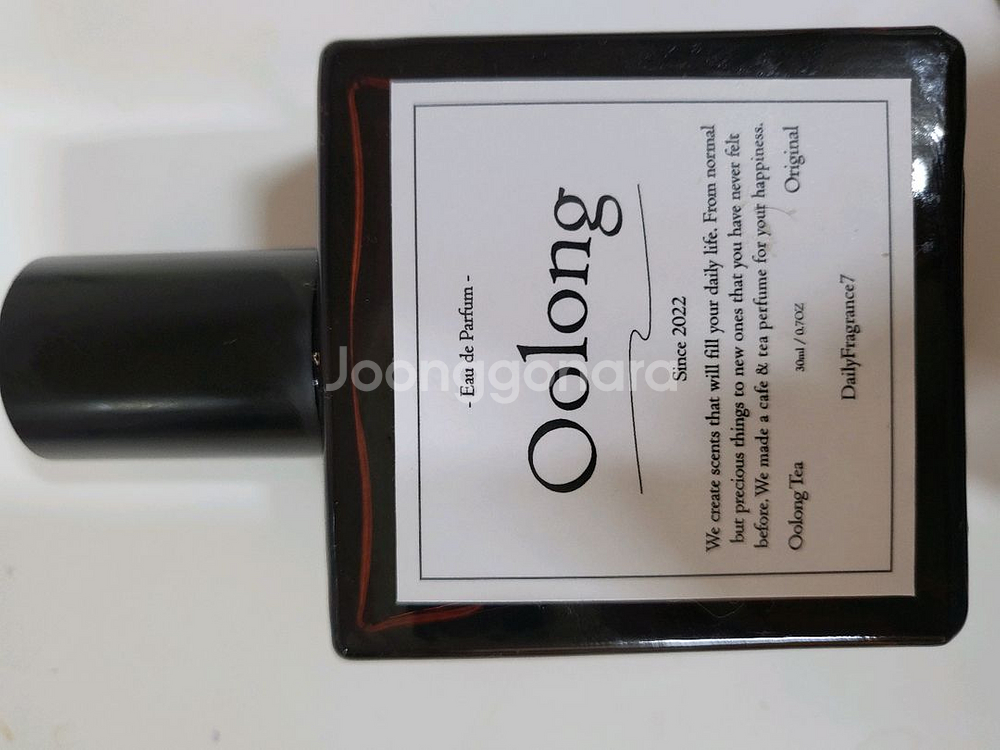 - Eau de Parfum -
Oolong
Since 2022
We create scents that will fill your daily life. From normal
but precious things to new ones that you have never felt
before. We made a cafe & tea perfume for your happiness.
Oolong Tea 30ml / 0.7OZ Original
DailyFragrance7
Joonggonara